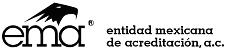 ema®
entidad mexicana
de acreditación, a.c.